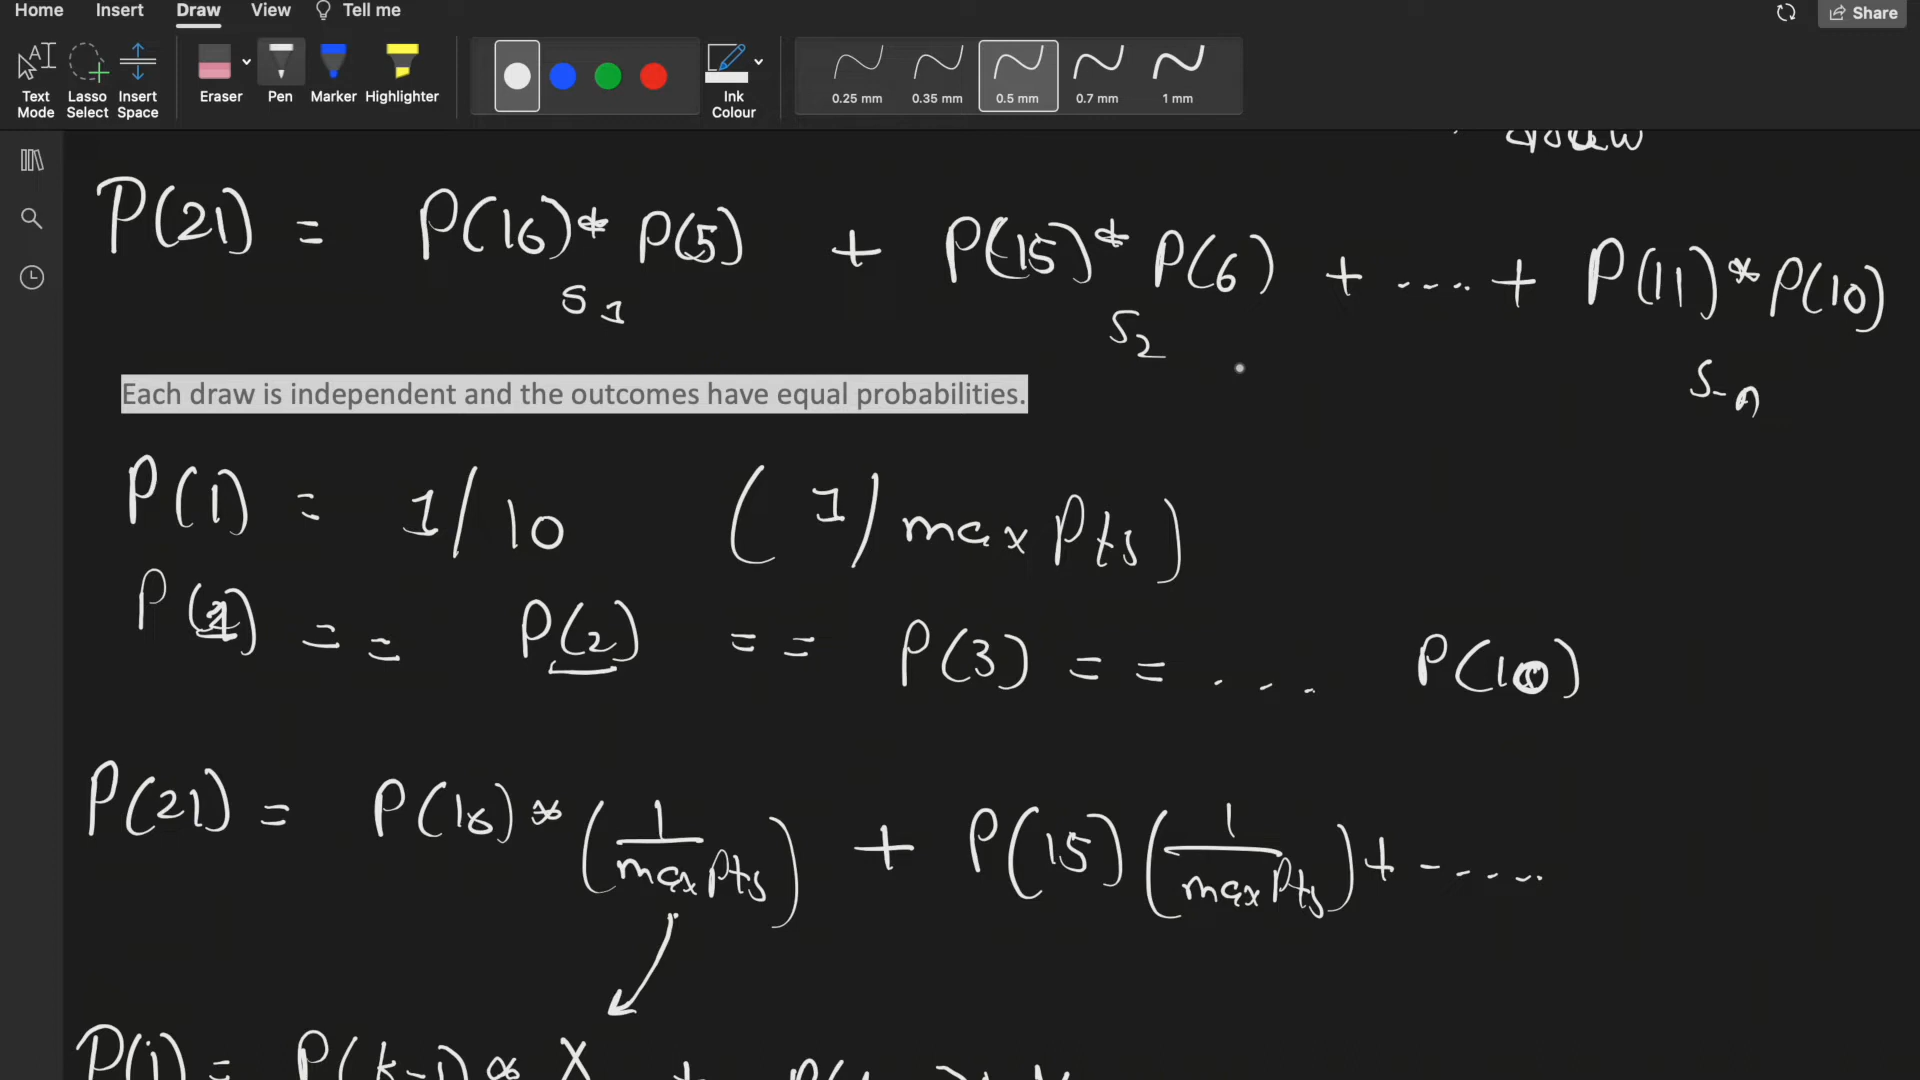 Home Insert Draw View Tell me Share
Text Mode Lasso Select Insert Space Eraser Pen Marker Highlighter Ink Colour 0.25 mm 0.35 mm 0.5 mm 0.7 mm 1 mm
draw
P(21) = P(16)* P(5) + P(15)* P(6) + .... + P(11)* P(10)
S1 S2 S-n
Each draw is independent and the outcomes have equal probabilities.
P(1) = 1/10 (1/maxPts)
P(1) == P(2) == P(3) == ... P(10)
P(21) = P(16)* (1/maxPts) + P(15) (1/maxPts) + -....
P(i) = P(k-1) * X +